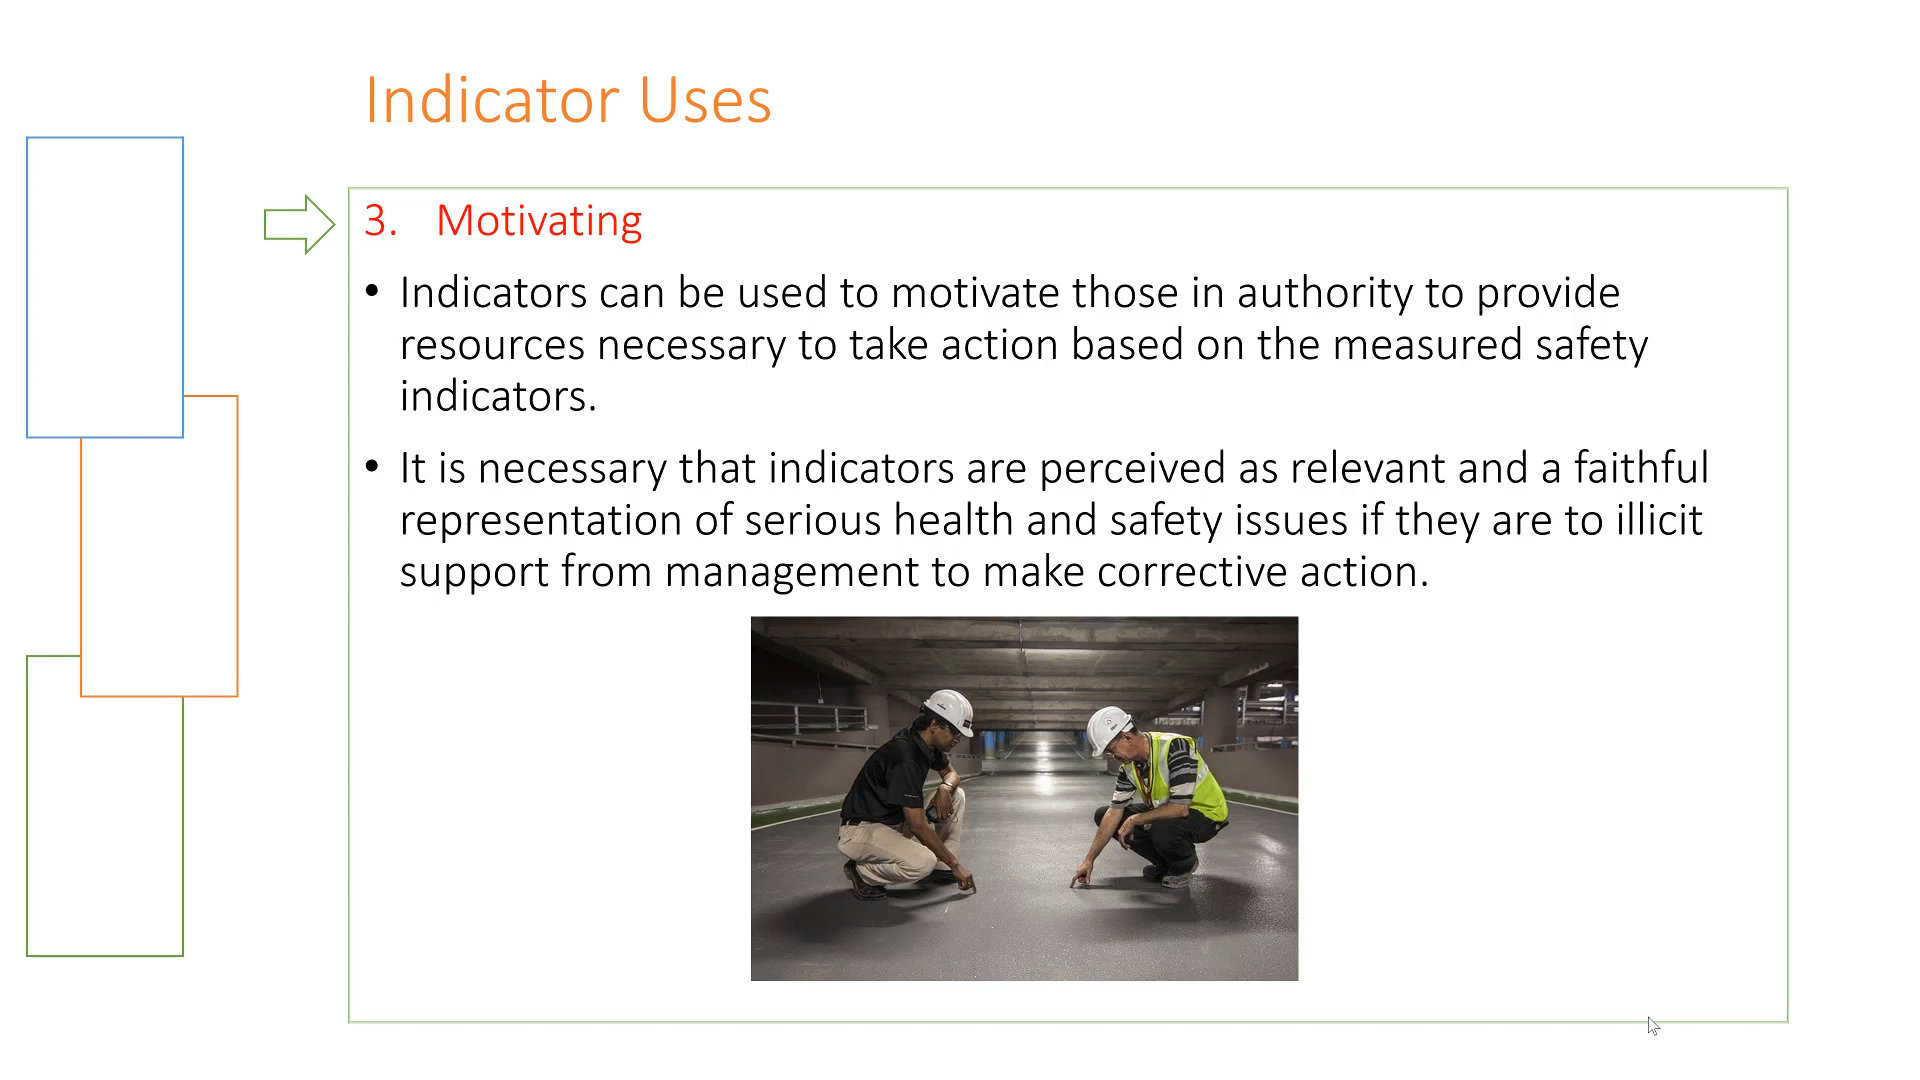 Indicator Uses
3. Motivating
• Indicators can be used to motivate those in authority to provide
resources necessary to take action based on the measured safety
indicators.
• It is necessary that indicators are perceived as relevant and a faithful
representation of serious health and safety issues if they are to illicit
support from management to make corrective action.